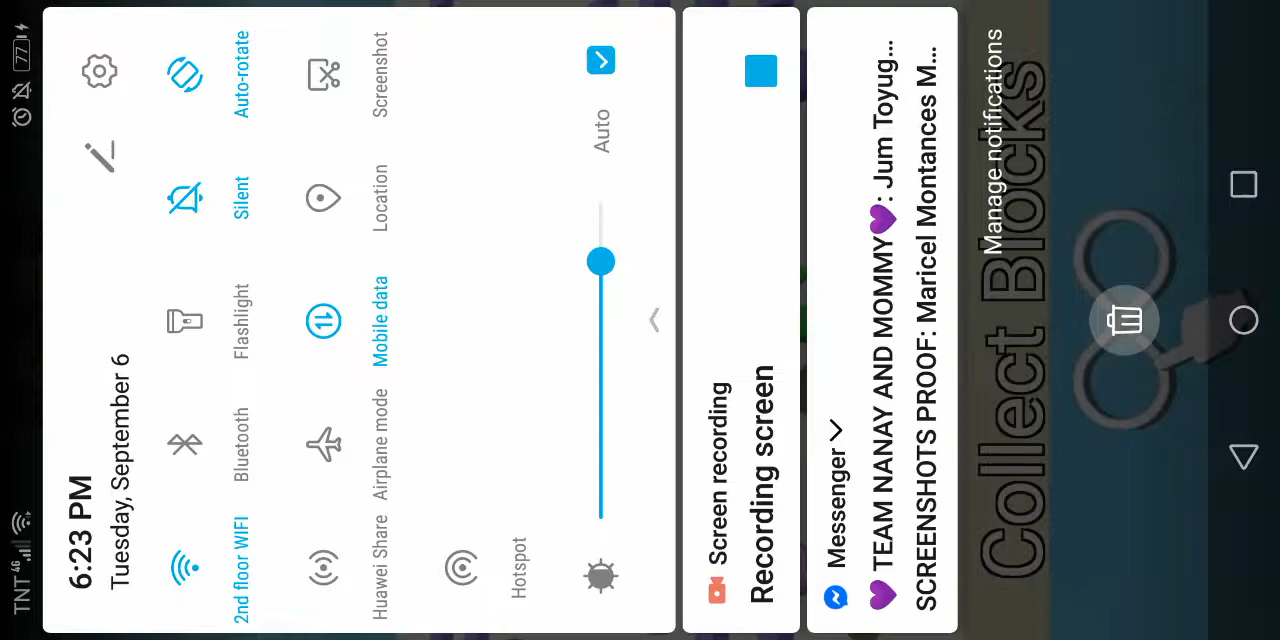 TNT 4G 77
6:23 PM
Tuesday, September 6
2nd floor WIFI Bluetooth Flashlight Silent Auto-rotate
Huawei Share Airplane mode Mobile data Location Screenshot
Hotspot
Auto
Screen recording
Recording screen
Messenger
💜 TEAM NANAY AND MOMMY💜: Jum Toyug...
SCREENSHOTS PROOF: Maricel Montances M...
Manage notifications
Collect Blocks